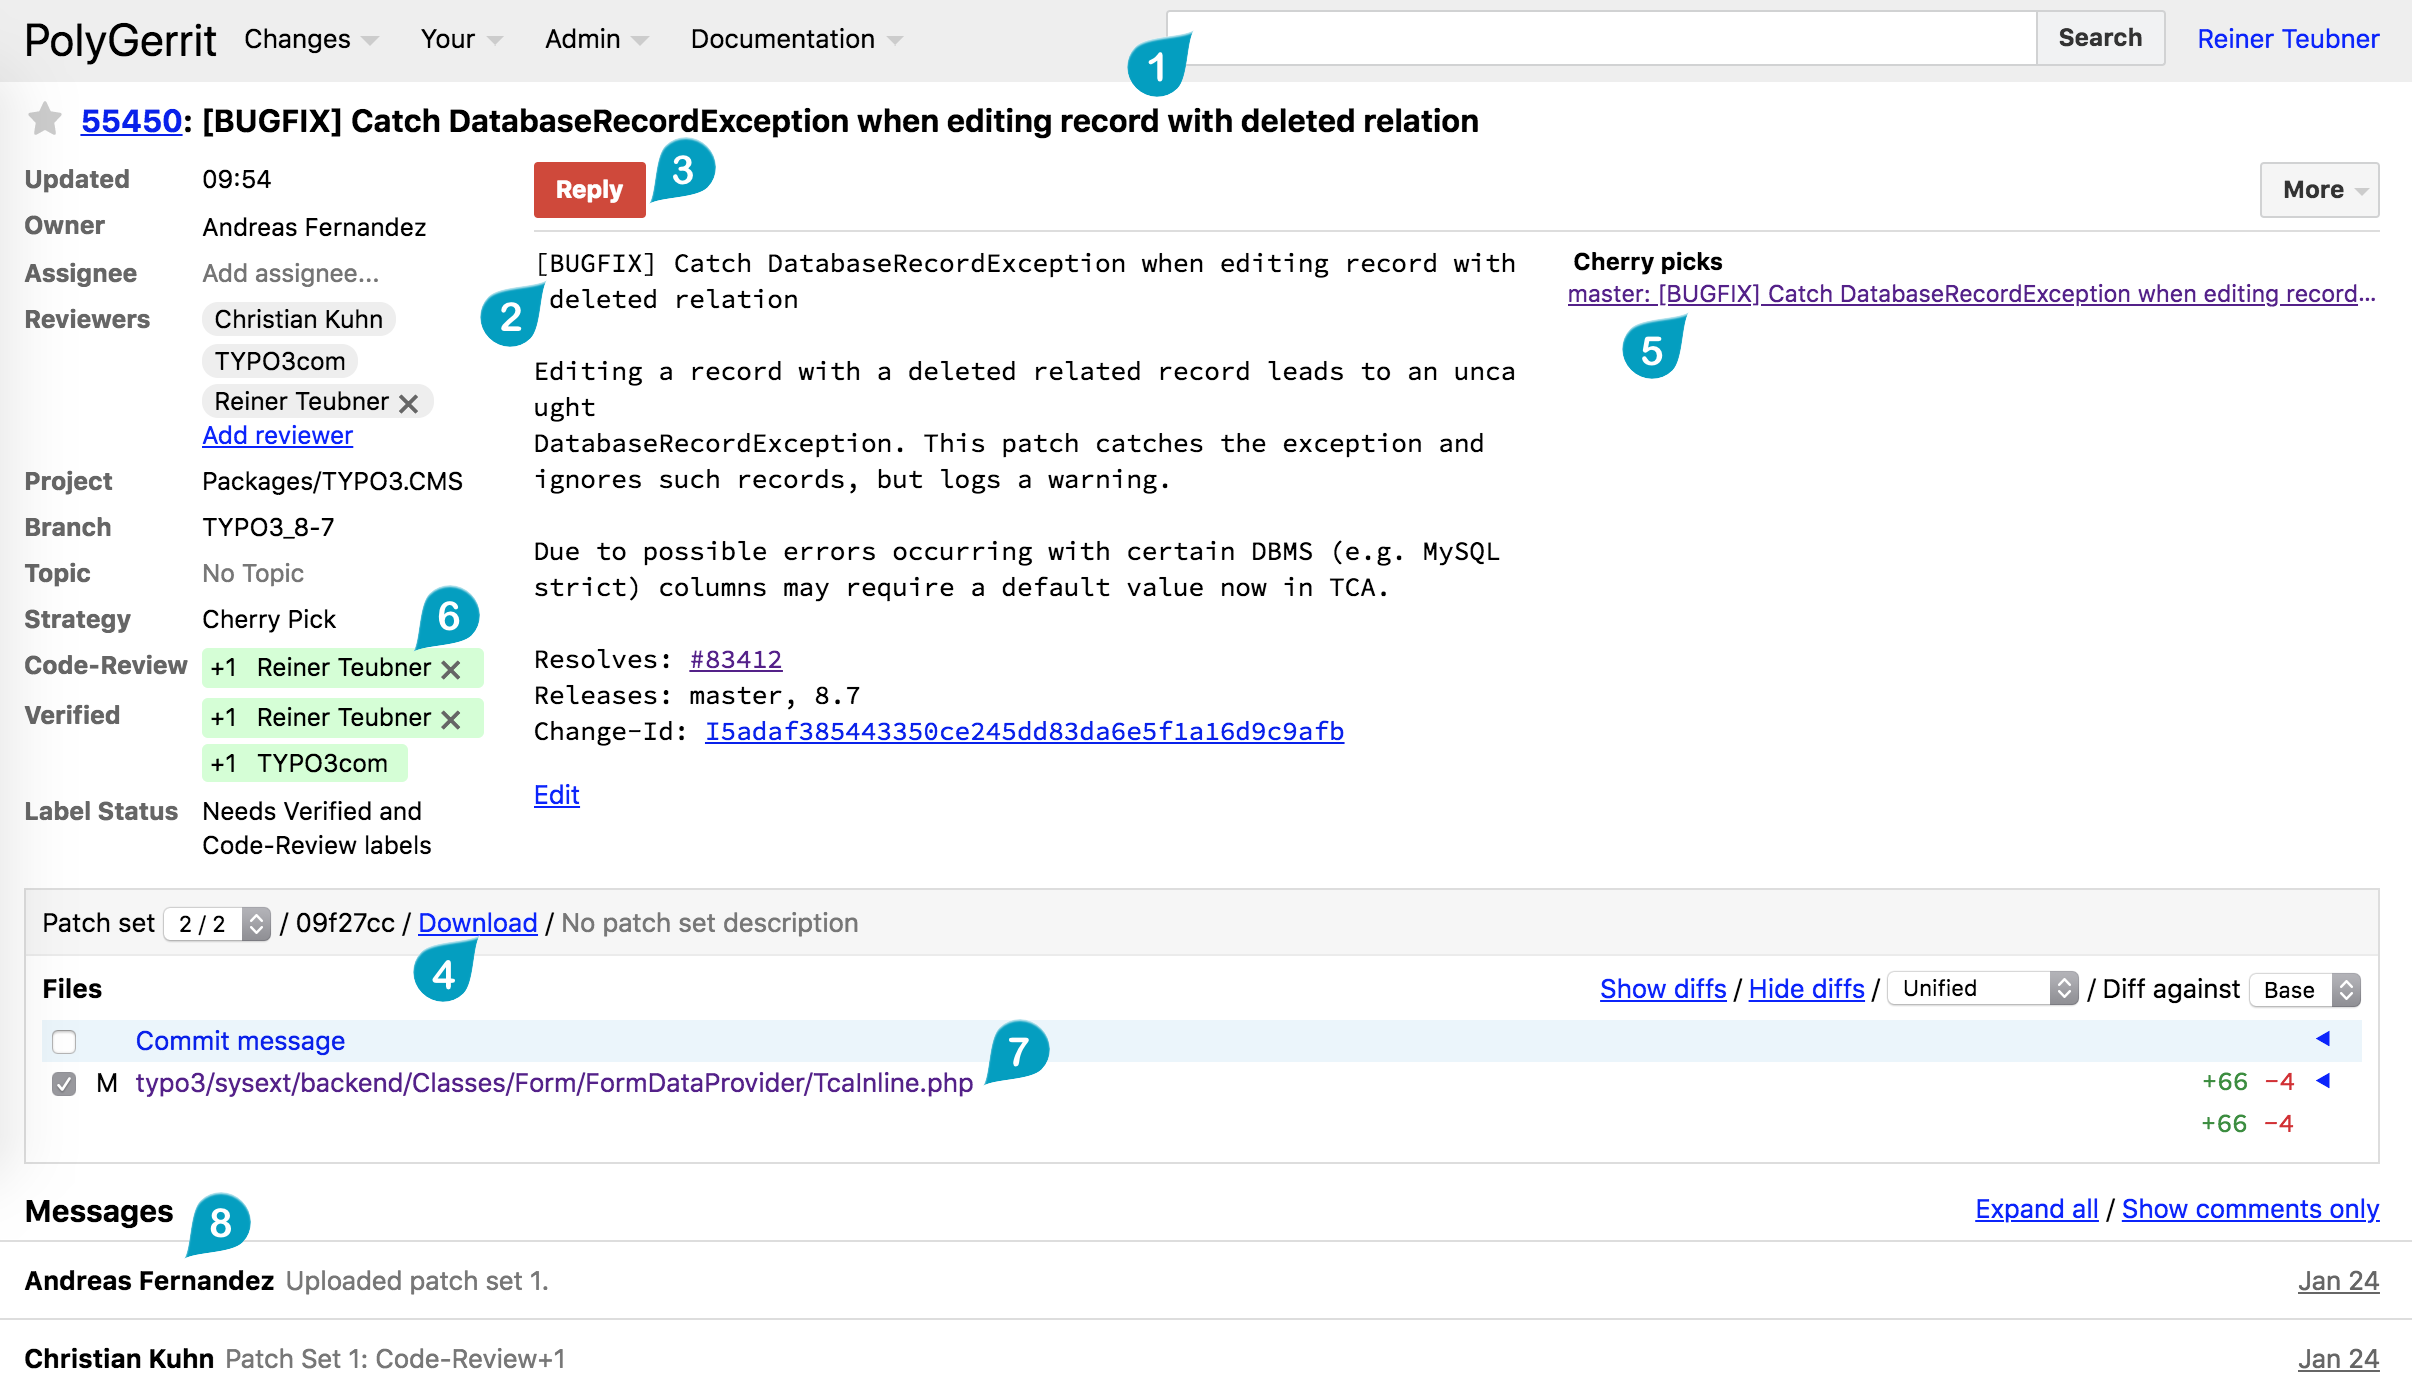 PolyGerrit Changes Your Admin Documentation Search Reiner Teubner
1
55450: [BUGFIX] Catch DatabaseRecordException when editing record with deleted relation
Updated 09:54
Owner Andreas Fernandez
Assignee Add assignee...
Reviewers Christian Kuhn
TYPO3com
Reiner Teubner
Add reviewer
Project Packages/TYPO3.CMS
Branch TYPO3_8-7
Topic No Topic
Strategy Cherry Pick
6
Code-Review +1 Reiner Teubner
Verified +1 Reiner Teubner
+1 TYPO3com
Label Status Needs Verified and
Code-Review labels
Reply
3
More
[BUGFIX] Catch DatabaseRecordException when editing record with
deleted relation
2
Editing a record with a deleted related record leads to an unca
ught
DatabaseRecordException. This patch catches the exception and
ignores such records, but logs a warning.
Due to possible errors occurring with certain DBMS (e.g. MySQL
strict) columns may require a default value now in TCA.
Resolves: #83412
Releases: master, 8.7
Change-Id: I5adaf385443350ce245dd83da6e5f1a16d9c9afb
Edit
Cherry picks
master: [BUGFIX] Catch DatabaseRecordException when editing record...
5
Patch set 2 / 2 / 09f27cc / Download / No patch set description
4
Files Show diffs / Hide diffs / Unified / Diff against Base
Commit message
7
M typo3/sysext/backend/Classes/Form/FormDataProvider/TcaInline.php +66 −4
+66 −4
Messages Expand all / Show comments only
8
Andreas Fernandez Uploaded patch set 1. Jan 24
Christian Kuhn Patch Set 1: Code-Review+1 Jan 24